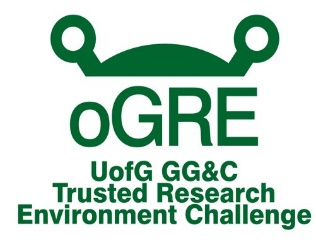 oGRE
UofG GG&C
Trusted Research
Environment Challenge